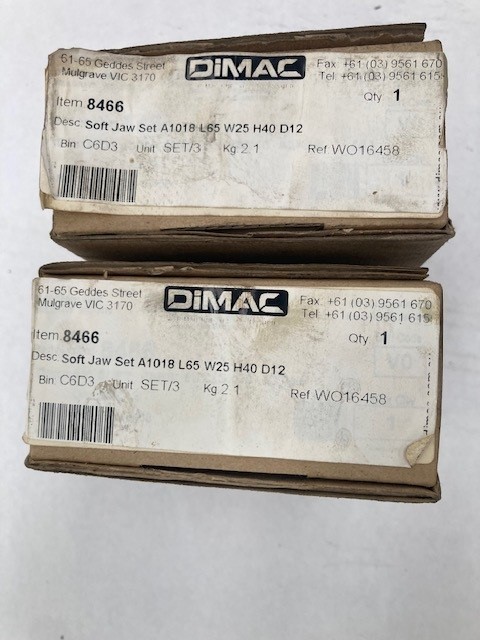 61-65 Geddes Street
Mulgrave VIC 3170
DiMAC
Fax +61 (03) 9561 670
Tel +61 (03) 9561 615
Item 8466
Qty 1
Desc Soft Jaw Set A1018 L65 W25 H40 D12
Bin C6D3 Unit SET/3 Kg 2.1 Ref WO16458
61-65 Geddes Street
Mulgrave VIC 3170
DiMAC
Fax +61 (03) 9561 670
Tel +61 (03) 9561 615
Item 8466
Qty 1
Desc Soft Jaw Set A1018 L65 W25 H40 D12
Bin C6D3 Unit SET/3 Kg 2.1 Ref WO16458